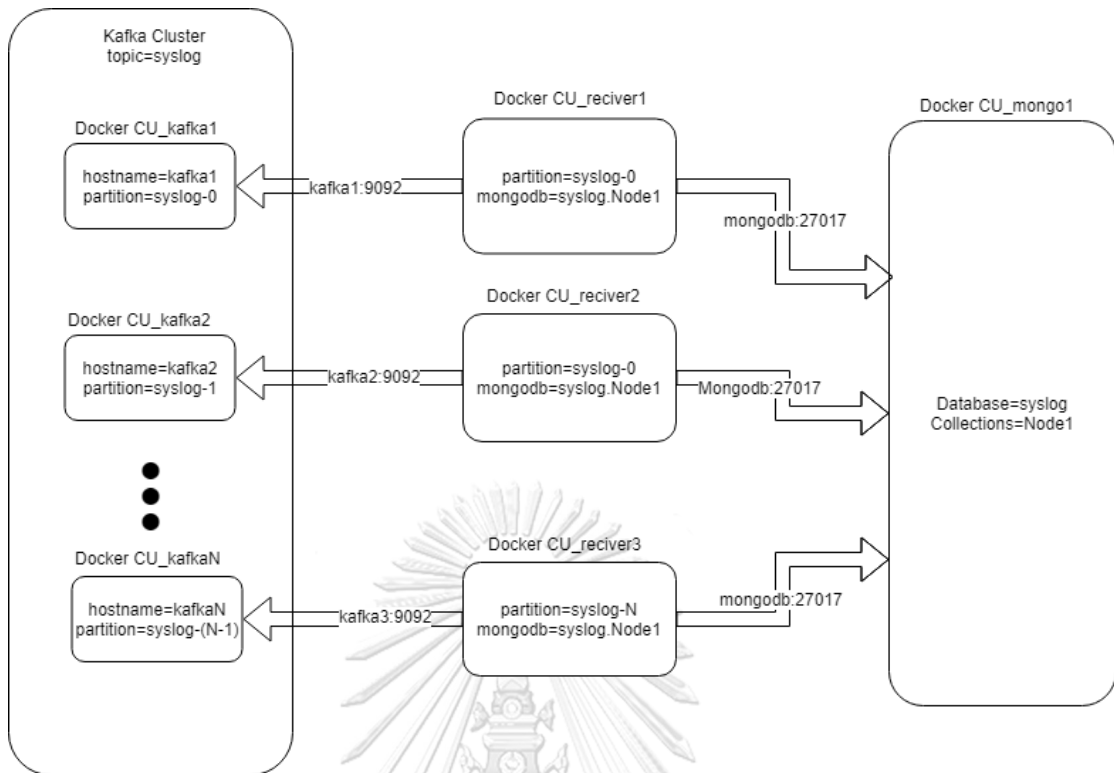 Kafka Cluster
topic=syslog
Docker CU_kafka1
hostname=kafka1
partition=syslog-0
kafka1:9092
Docker CU_reciver1
partition=syslog-0
mongodb=syslog.Node1
mongodb:27017
Docker CU_kafka2
hostname=kafka2
partition=syslog-1
kafka2:9092
Docker CU_reciver2
partition=syslog-0
mongodb=syslog.Node1
Mongodb:27017
Docker CU_kafkaN
hostname=kafkaN
partition=syslog-(N-1)
kafka3:9092
Docker CU_reciver3
partition=syslog-N
mongodb=syslog.Node1
mongodb:27017
Docker CU_mongo1
Database=syslog
Collections=Node1